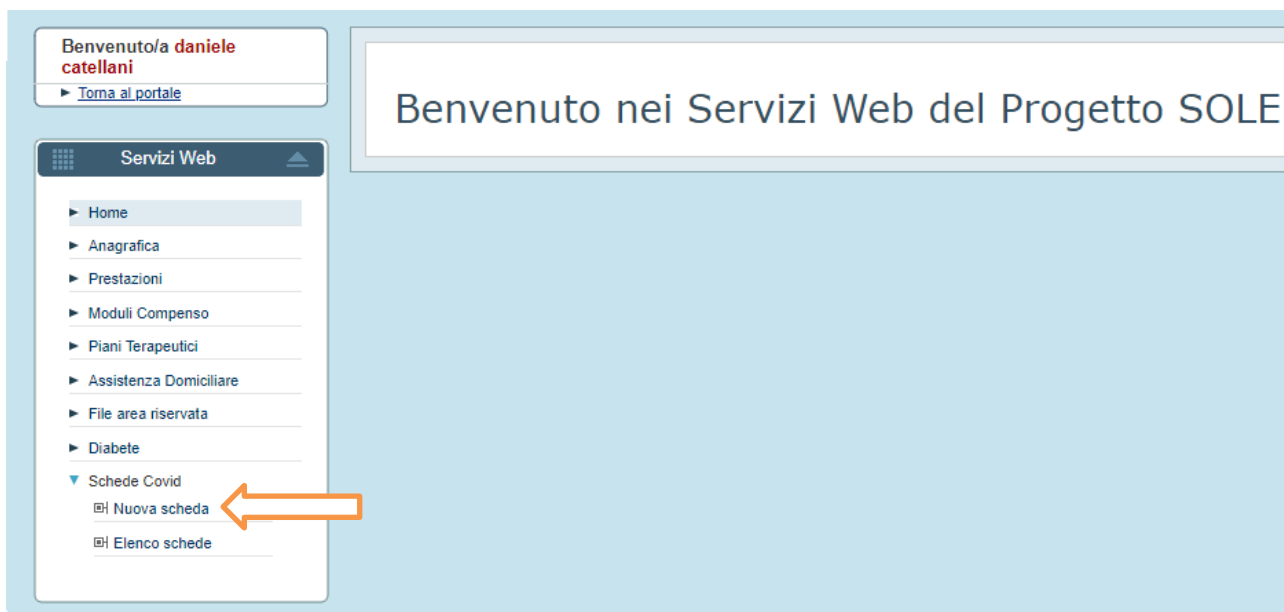 Benvenuto/a daniele
catellani
Torna al portale
Servizi Web
Home
Anagrafica
Prestazioni
Moduli Compenso
Piani Terapeutici
Assistenza Domiciliare
File area riservata
Diabete
Schede Covid
Nuova scheda
Elenco schede
Benvenuto nei Servizi Web del Progetto SOLE